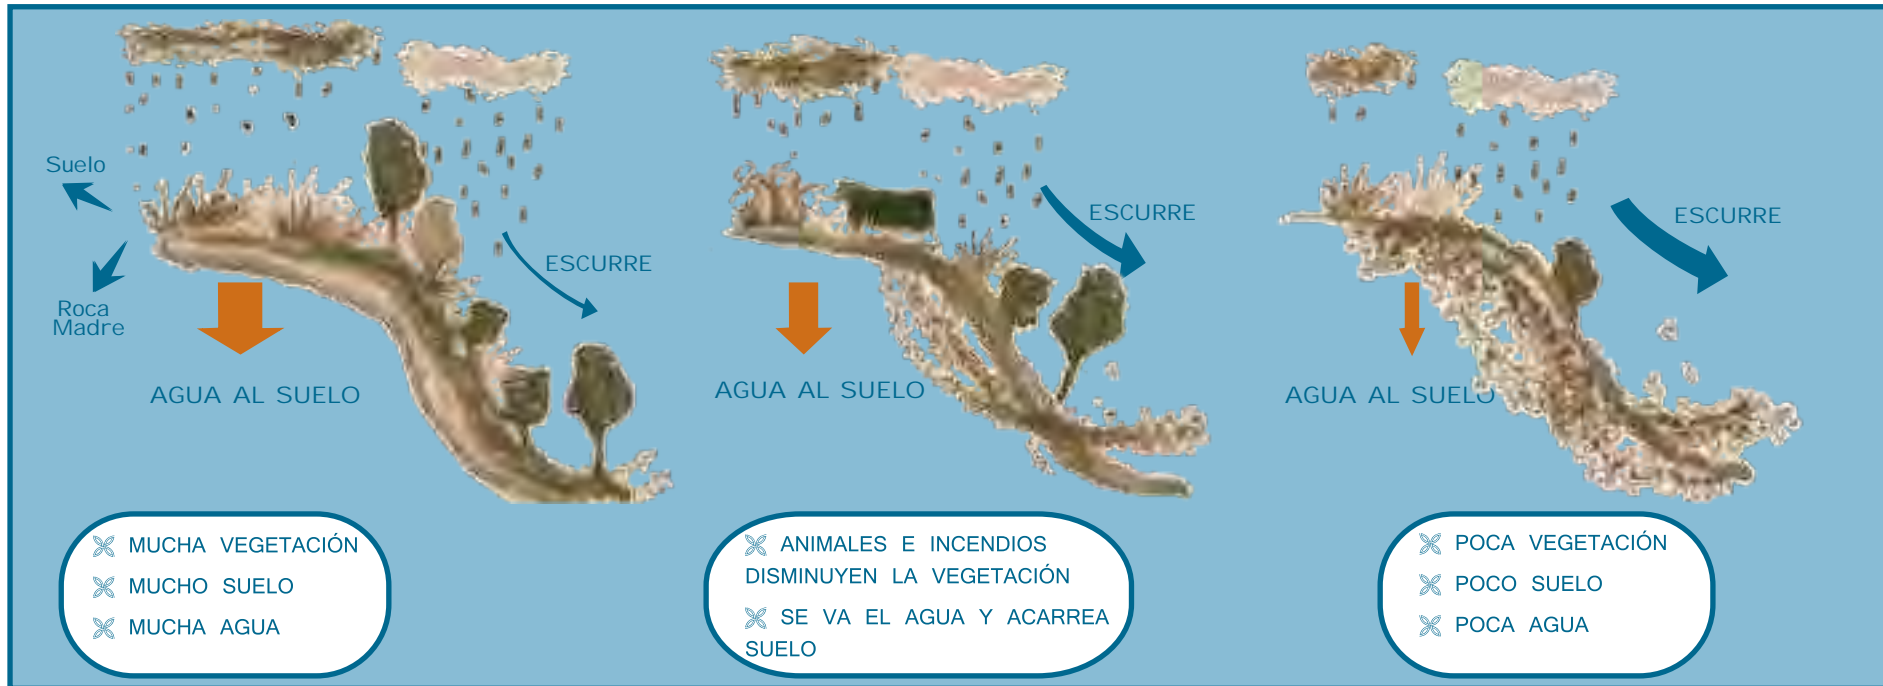 Suelo
Roca
Madre
ESCURRE
AGUA AL SUELO
MUCHA VEGETACIÓN
MUCHO SUELO
MUCHA AGUA
ESCURRE
AGUA AL SUELO
ANIMALES E INCENDIOS
DISMINUYEN LA VEGETACIÓN
SE VA EL AGUA Y ACARREA
SUELO
ESCURRE
AGUA AL SUELO
POCA VEGETACIÓN
POCO SUELO
POCA AGUA